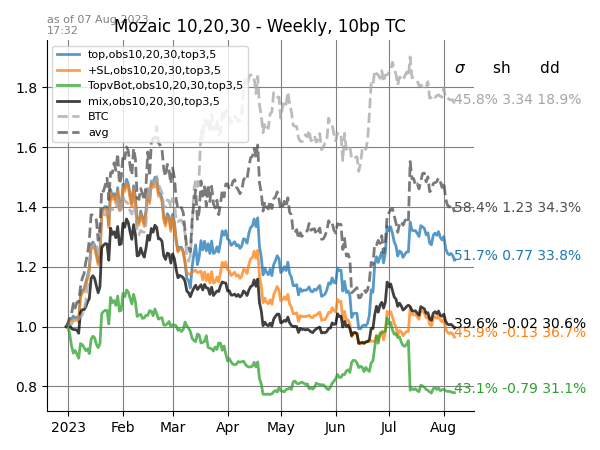 as of 07 Aug 2023
17:32
Mozaic 10,20,30 - Weekly, 10bp TC
top,obs10,20,30,top3,5
+SL,obs10,20,30,top3,5
TopvBot,obs10,20,30,top3,5
mix,obs10,20,30,top3,5
BTC
avg
σ sh dd
45.8% 3.34 18.9%
58.4% 1.23 34.3%
51.7% 0.77 33.8%
39.6% -0.02 30.6%
45.9% -0.13 36.7%
43.1% -0.79 31.1%
1.8
1.6
1.4
1.2
1.0
0.8
2023 Feb Mar Apr May Jun Jul Aug